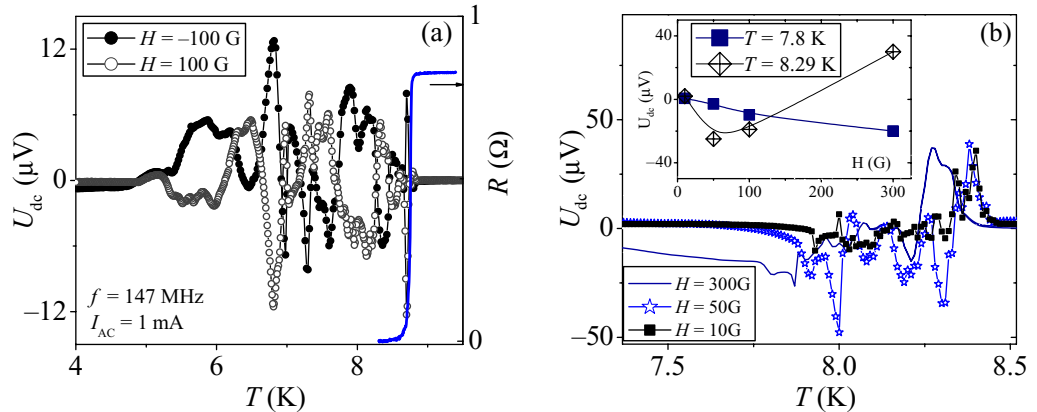 (a)
H = –100 G
H = 100 G
12
0
–12
U_dc (μV)
1
0
R (Ω)
f = 147 MHz
I_AC = 1 mA
4 6 8
T (K)
(b)
T = 7.8 K
T = 8.29 K
40
0
–40
U_dc (μV)
H (G)
0 100 200 300
50
0
–50
U_dc (μV)
H = 300G
H = 50G
H = 10G
7.5 8.0 8.5
T (K)